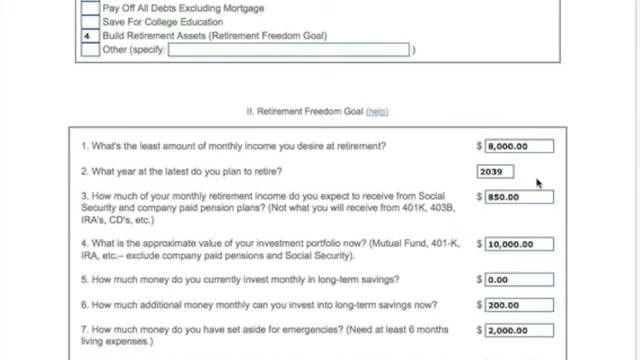 Pay Off All Debts Excluding Mortgage
Save For College Education
4 Build Retirement Assets (Retirement Freedom Goal)
Other (specify: )
II. Retirement Freedom Goal (help)
1. What's the least amount of monthly income you desire at retirement? $ 8,000.00
2. What year at the latest do you plan to retire? 2039
3. How much of your monthly retirement income do you expect to receive from Social $ 850.00
Security and company paid pension plans? (Not what you will receive from 401K, 403B,
IRA's, CD's, etc.)
4. What is the approximate value of your investment portfolio now? (Mutual Fund, 401-K, $ 10,000.00
IRA, etc.– exclude company paid pensions and Social Security).
5. How much money do you currently invest monthly in long-term savings? $ 0.00
6. How much additional money monthly can you invest into long-term savings now? $ 200.00
7. How much money do you have set aside for emergencies? (Need at least 6 months $ 2,000.00
living expenses.)